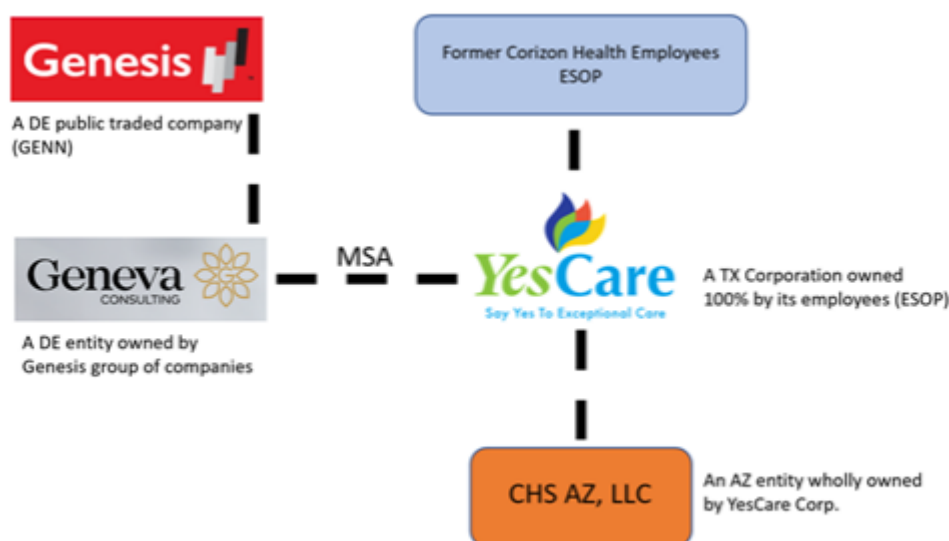 Genesis
A DE public traded company
(GENN)
Former Corizon Health Employees
ESOP
Geneva
CONSULTING
G
A DE entity owned by
Genesis group of companies
MSA
YesCare
Say Yes To Exceptional Care
A TX Corporation owned
100% by its employees (ESOP)
CHS AZ, LLC
An AZ entity wholly owned
by YesCare Corp.